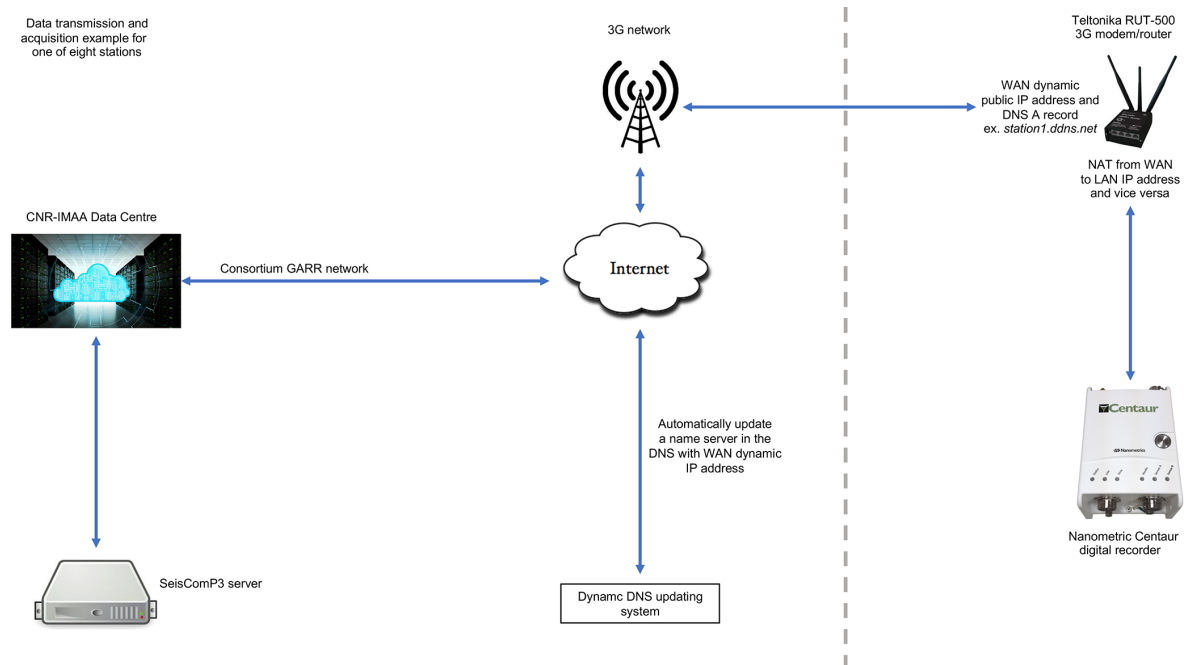 Data transmission and
acquisition example for
one of eight stations
3G network
Teltonika RUT-500
3G modem/router
WAN dynamic
public IP address and
DNS A record
ex. station1.ddns.net
NAT from WAN
to LAN IP address
and vice versa
CNR-IMAA Data Centre
Consortium GARR network
Internet
Automatically update
a name server in the
DNS with WAN dynamic
IP address
Centaur
Nanometric Centaur
digital recorder
SeisComP3 server
Dynamc DNS updating
system